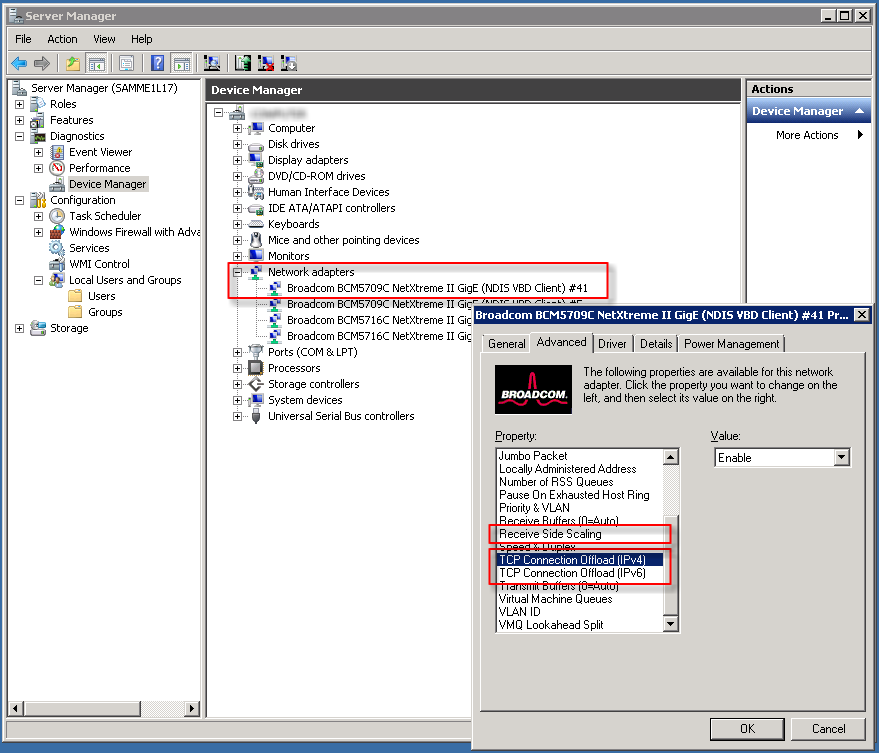 Server Manager
File Action View Help
Server Manager (SAMME1L17)
Roles
Features
Diagnostics
Event Viewer
Performance
Device Manager
Configuration
Task Scheduler
Windows Firewall with Adva
Services
WMI Control
Local Users and Groups
Users
Groups
Storage
Device Manager
Computer
Disk drives
Display adapters
DVD/CD-ROM drives
Human Interface Devices
IDE ATA/ATAPI controllers
Keyboards
Mice and other pointing devices
Monitors
Network adapters
Broadcom BCM5709C NetXtreme II GigE (NDIS VBD Client) #41
Broadcom BCM5709C NetXtreme II GigE (NDIS VBD Client)
Broadcom BCM5716C NetXtreme II Gig
Broadcom BCM5716C NetXtreme II Gig
Ports (COM & LPT)
Processors
Storage controllers
System devices
Universal Serial Bus controllers
Actions
Device Manager
More Actions
Broadcom BCM5709C NetXtreme II GigE (NDIS VBD Client) #41 Pr...
General Advanced Driver Details Power Management
BROADCOM.
The following properties are available for this network
adapter. Click the property you want to change on the
left, and then select its value on the right.
Property:
Jumbo Packet
Locally Administered Address
Number of RSS Queues
Pause On Exhausted Host Ring
Priority & VLAN
Receive Buffers (0=Auto)
Receive Side Scaling
Speed & Duplex
TCP Connection Offload (IPv4)
TCP Connection Offload (IPv6)
Transmit Buffers (0=Auto)
Virtual Machine Queues
VLAN ID
VMQ Lookahead Split
Value:
Enable
OK Cancel